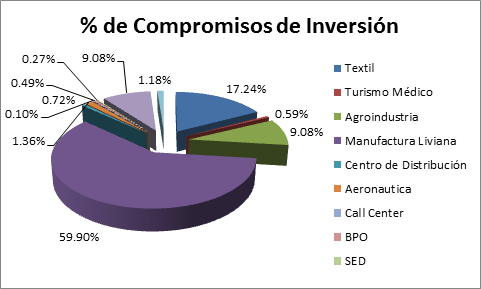 % de Compromisos de Inversión
0.27%
9.08%
1.18%
17.24%
0.49%
0.72%
0.10%
1.36%
0.59%
9.08%
59.90%
Textil
Turismo Médico
Agroindustria
Manufactura Liviana
Centro de Distribución
Aeronautica
Call Center
BPO
SED